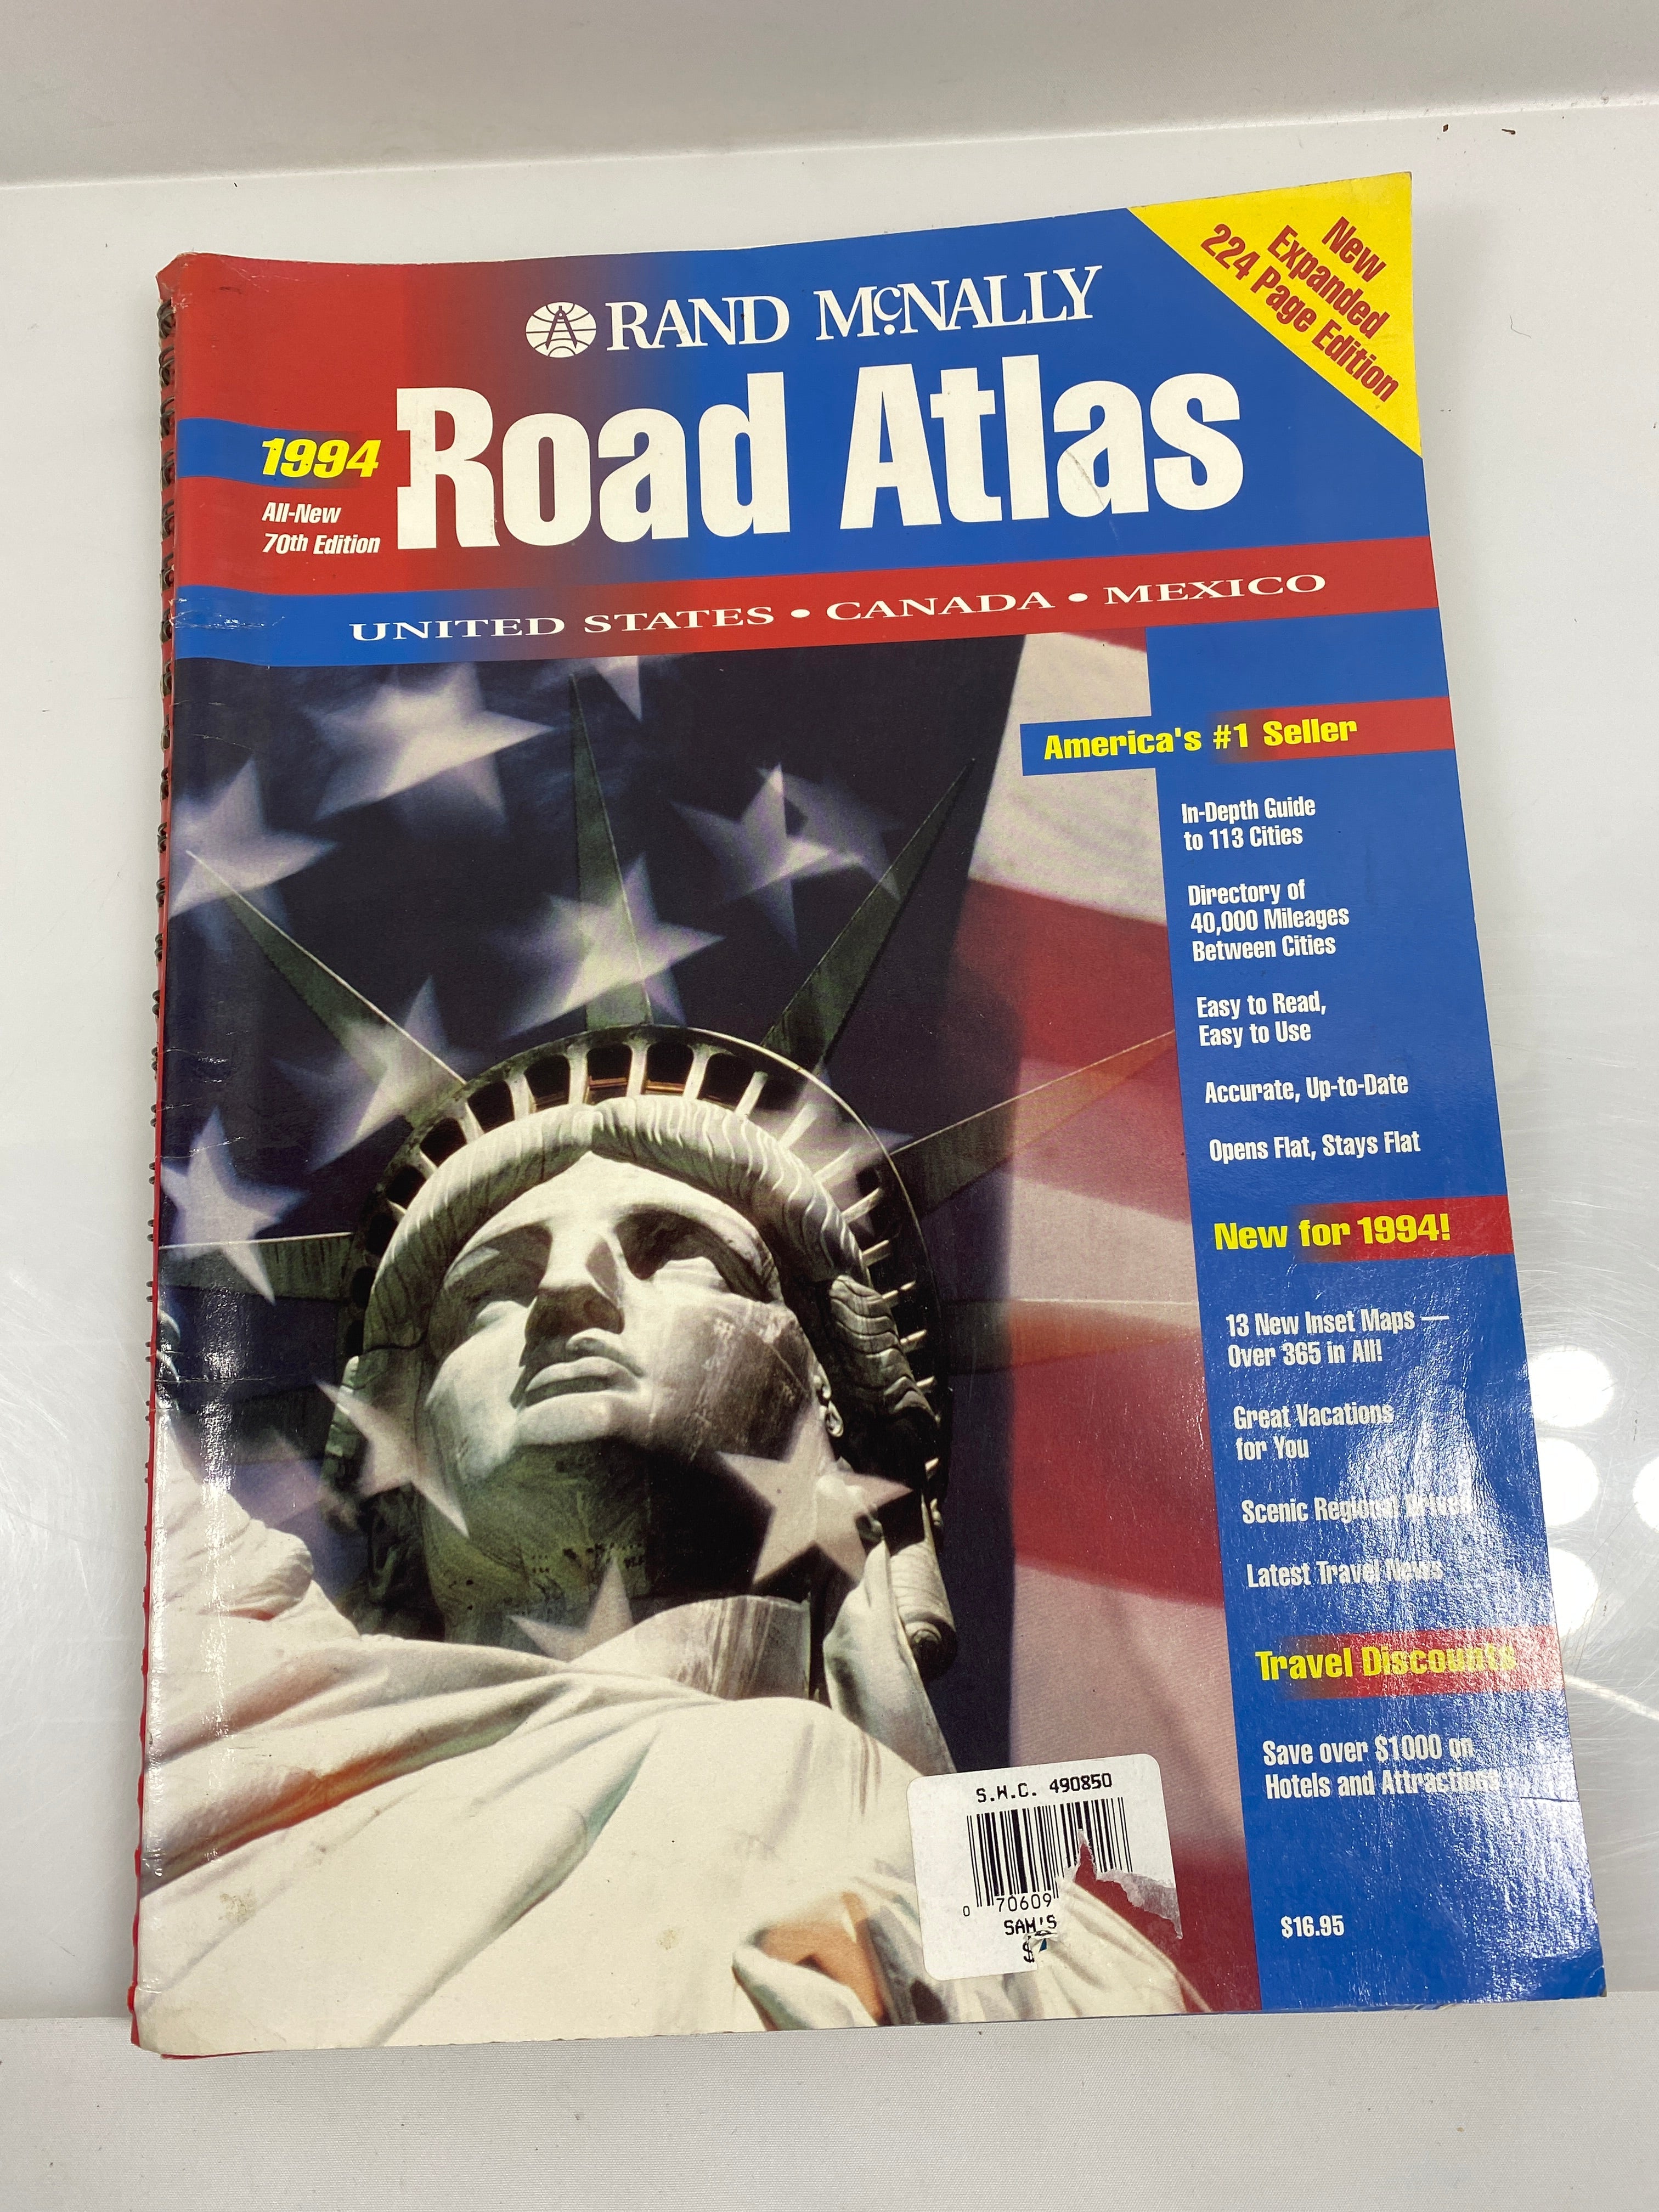 New
Expanded
224 Page Edition
RAND McNALLY
1994
Road Atlas
All-New
70th Edition
UNITED STATES • CANADA • MEXICO
America's #1 Seller
In-Depth Guide
to 113 Cities
Directory of
40,000 Mileages
Between Cities
Easy to Read,
Easy to Use
Accurate, Up-to-Date
Opens Flat, Stays Flat
New for 1994!
13 New Inset Maps —
Over 365 in All!
Great Vacations
for You
Scenic Regional Drives
Latest Travel News
Travel Discounts
Save over $1000 on
Hotels and Attractions
$16.95
S.W.C. 490850
0 70609
SAM'S
$